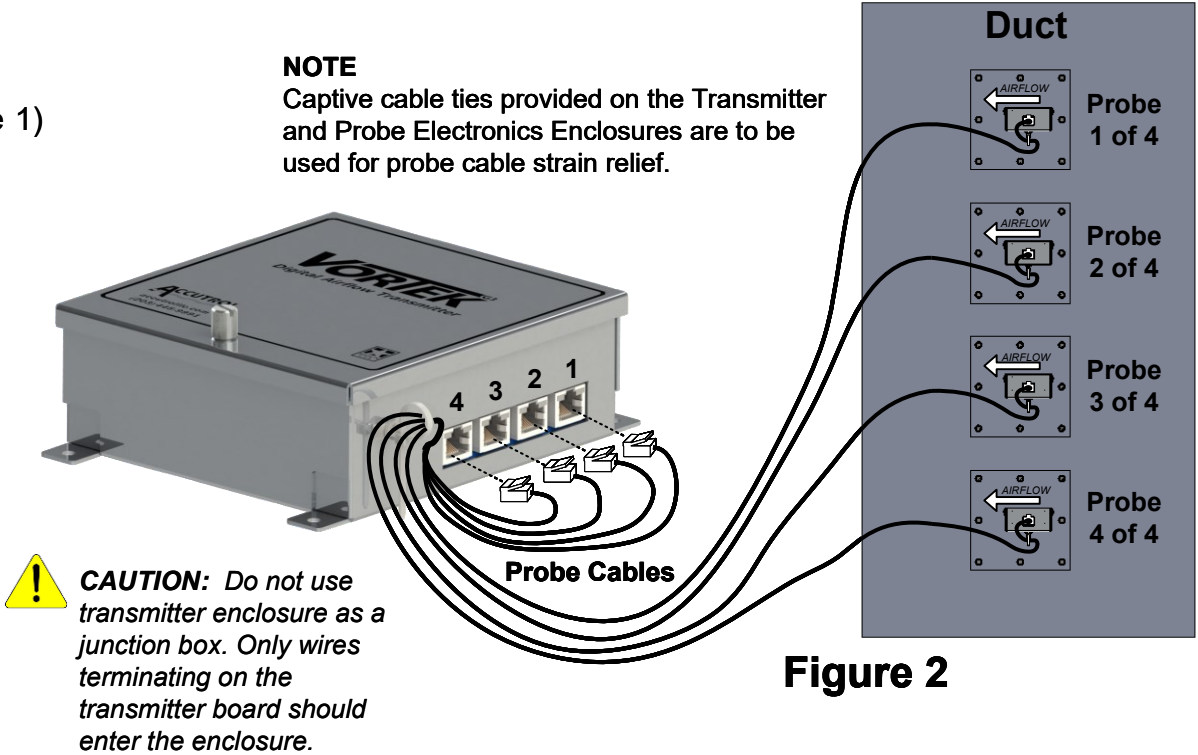 e 1)
NOTE
Captive cable ties provided on the Transmitter
and Probe Electronics Enclosures are to be
used for probe cable strain relief.
Duct
AIRFLOW
Probe
1 of 4
AIRFLOW
Probe
2 of 4
AIRFLOW
Probe
3 of 4
AIRFLOW
Probe
4 of 4
VORTEK
Digital Airflow Transmitter
4 3 2 1
Probe Cables
CAUTION: Do not use
transmitter enclosure as a
junction box. Only wires
terminating on the
transmitter board should
enter the enclosure.
Figure 2